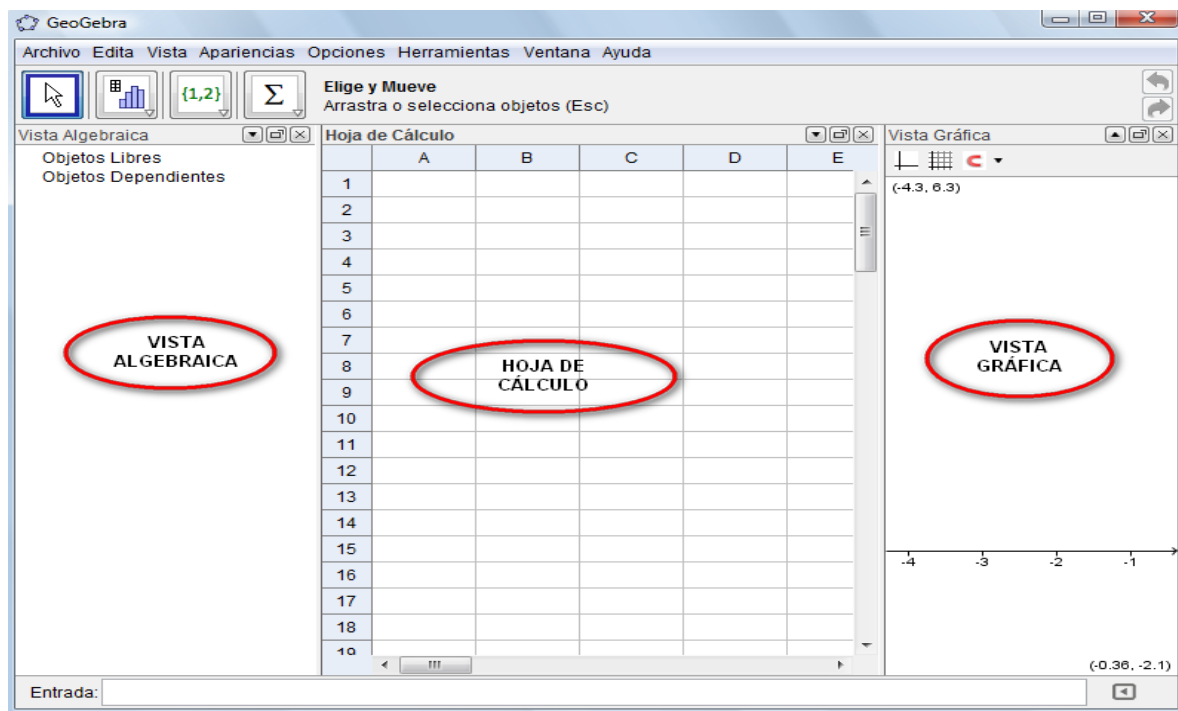 GeoGebra
Archivo Edita Vista Apariencias Opciones Herramientas Ventana Ayuda
{1,2}
Σ
Elige y Mueve
Arrastra o selecciona objetos (Esc)
Vista Algebraica
Hoja de Cálculo
Vista Gráfica
Objetos Libres
Objetos Dependientes
A B C D E
1
2
3
4
5
6
7
8
9
10
11
12
13
14
15
16
17
18
19
VISTA
ALGEBRAICA
HOJA DE
CÁLCULO
(-4.3, 6.3)
VISTA
GRÁFICA
-4 -3 -2 -1
(-0.36, -2.1)
Entrada: